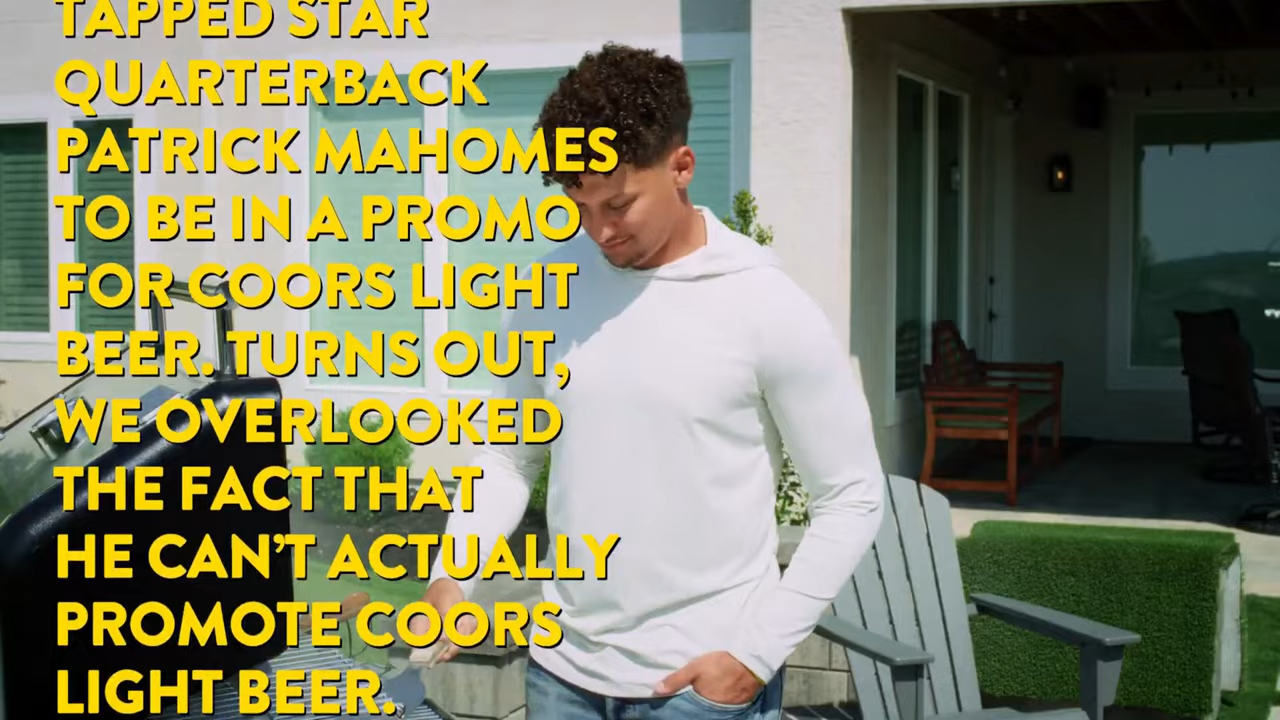 TAPPED STAR
QUARTERBACK
PATRICK MAHOMES
TO BE IN A PROMO
FOR COORS LIGHT
BEER. TURNS OUT,
WE OVERLOOKED
THE FACT THAT
HE CAN'T ACTUALLY
PROMOTE COORS
LIGHT BEER.